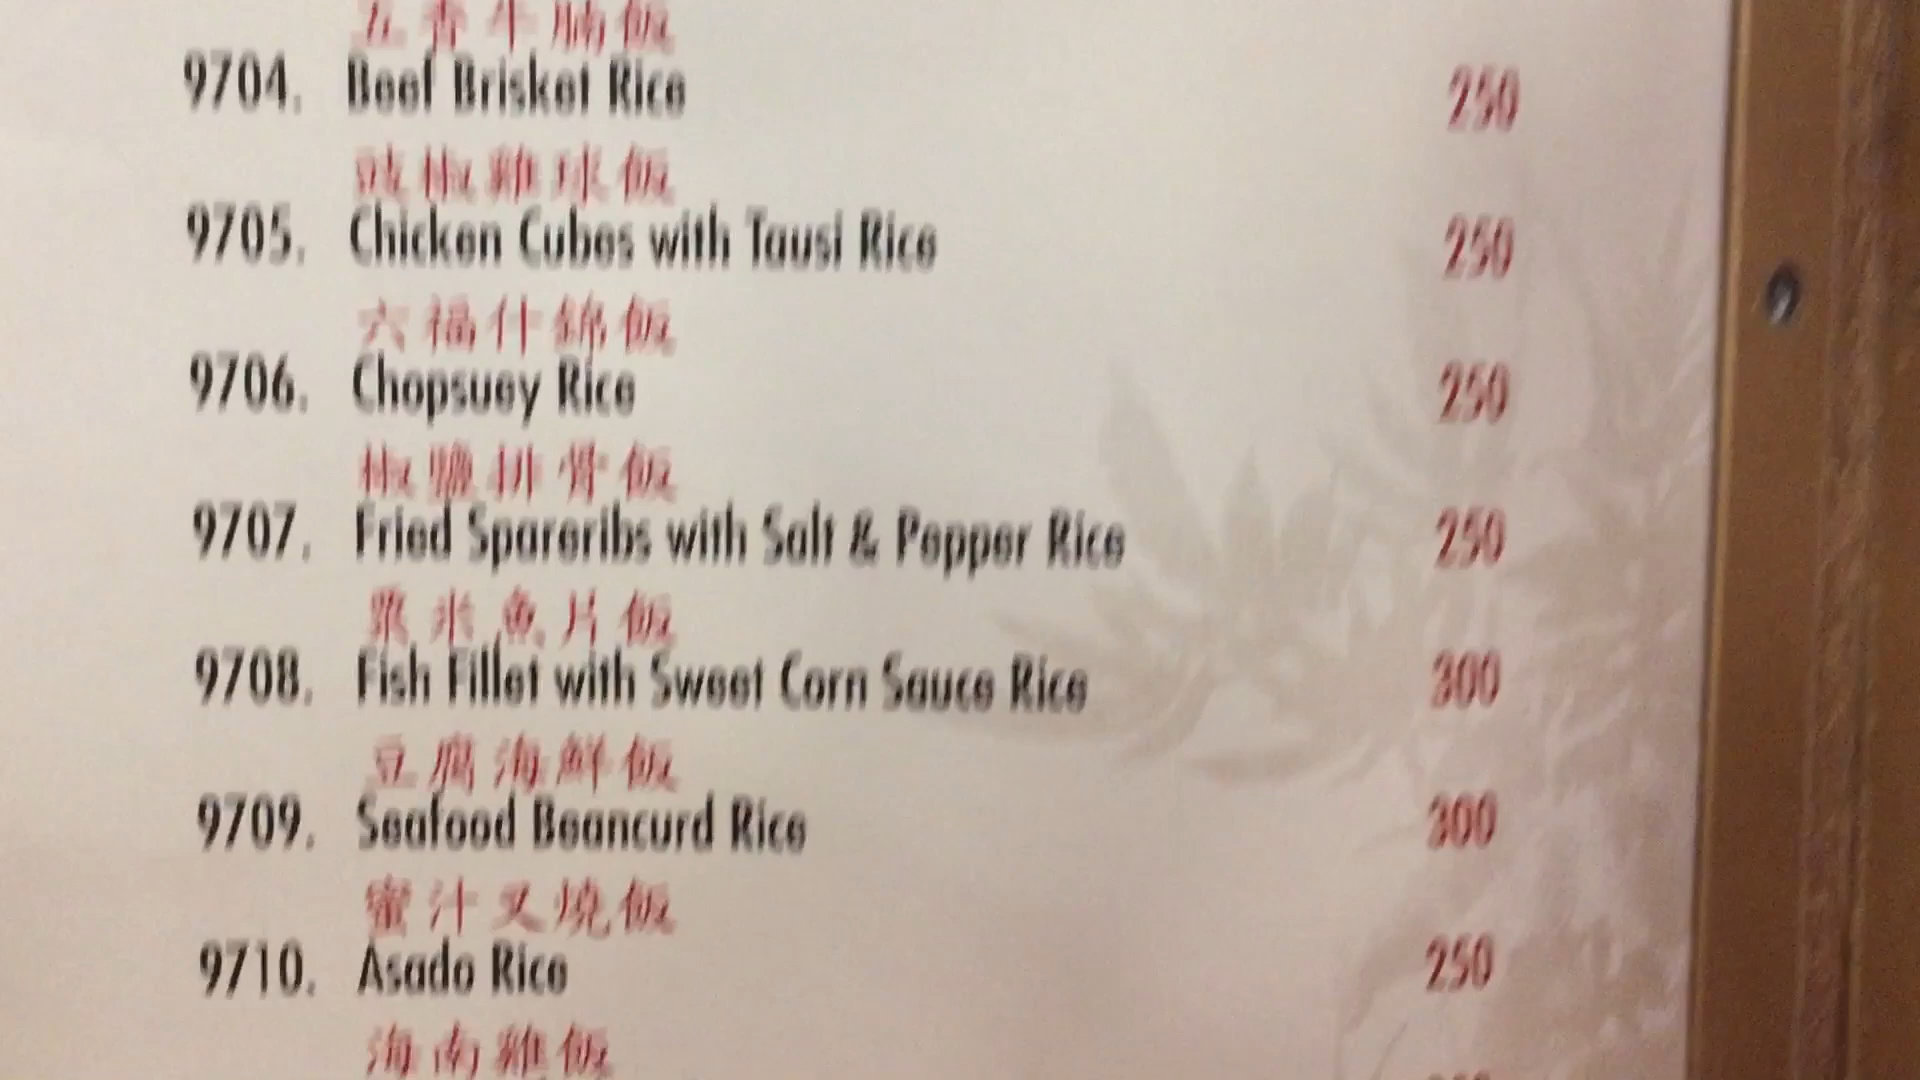 五香牛腩飯
9704. Beef Brisket Rice 250
豉椒雞球飯
9705. Chicken Cubes with Tausi Rice 250
六福什錦飯
9706. Chopsuey Rice 250
椒鹽排骨飯
9707. Fried Spareribs with Salt & Pepper Rice 250
粟米魚片飯
9708. Fish Fillet with Sweet Corn Sauce Rice 300
豆腐海鮮飯
9709. Seafood Beancurd Rice 300
蜜汁叉燒飯
9710. Asado Rice 250
海南雞飯